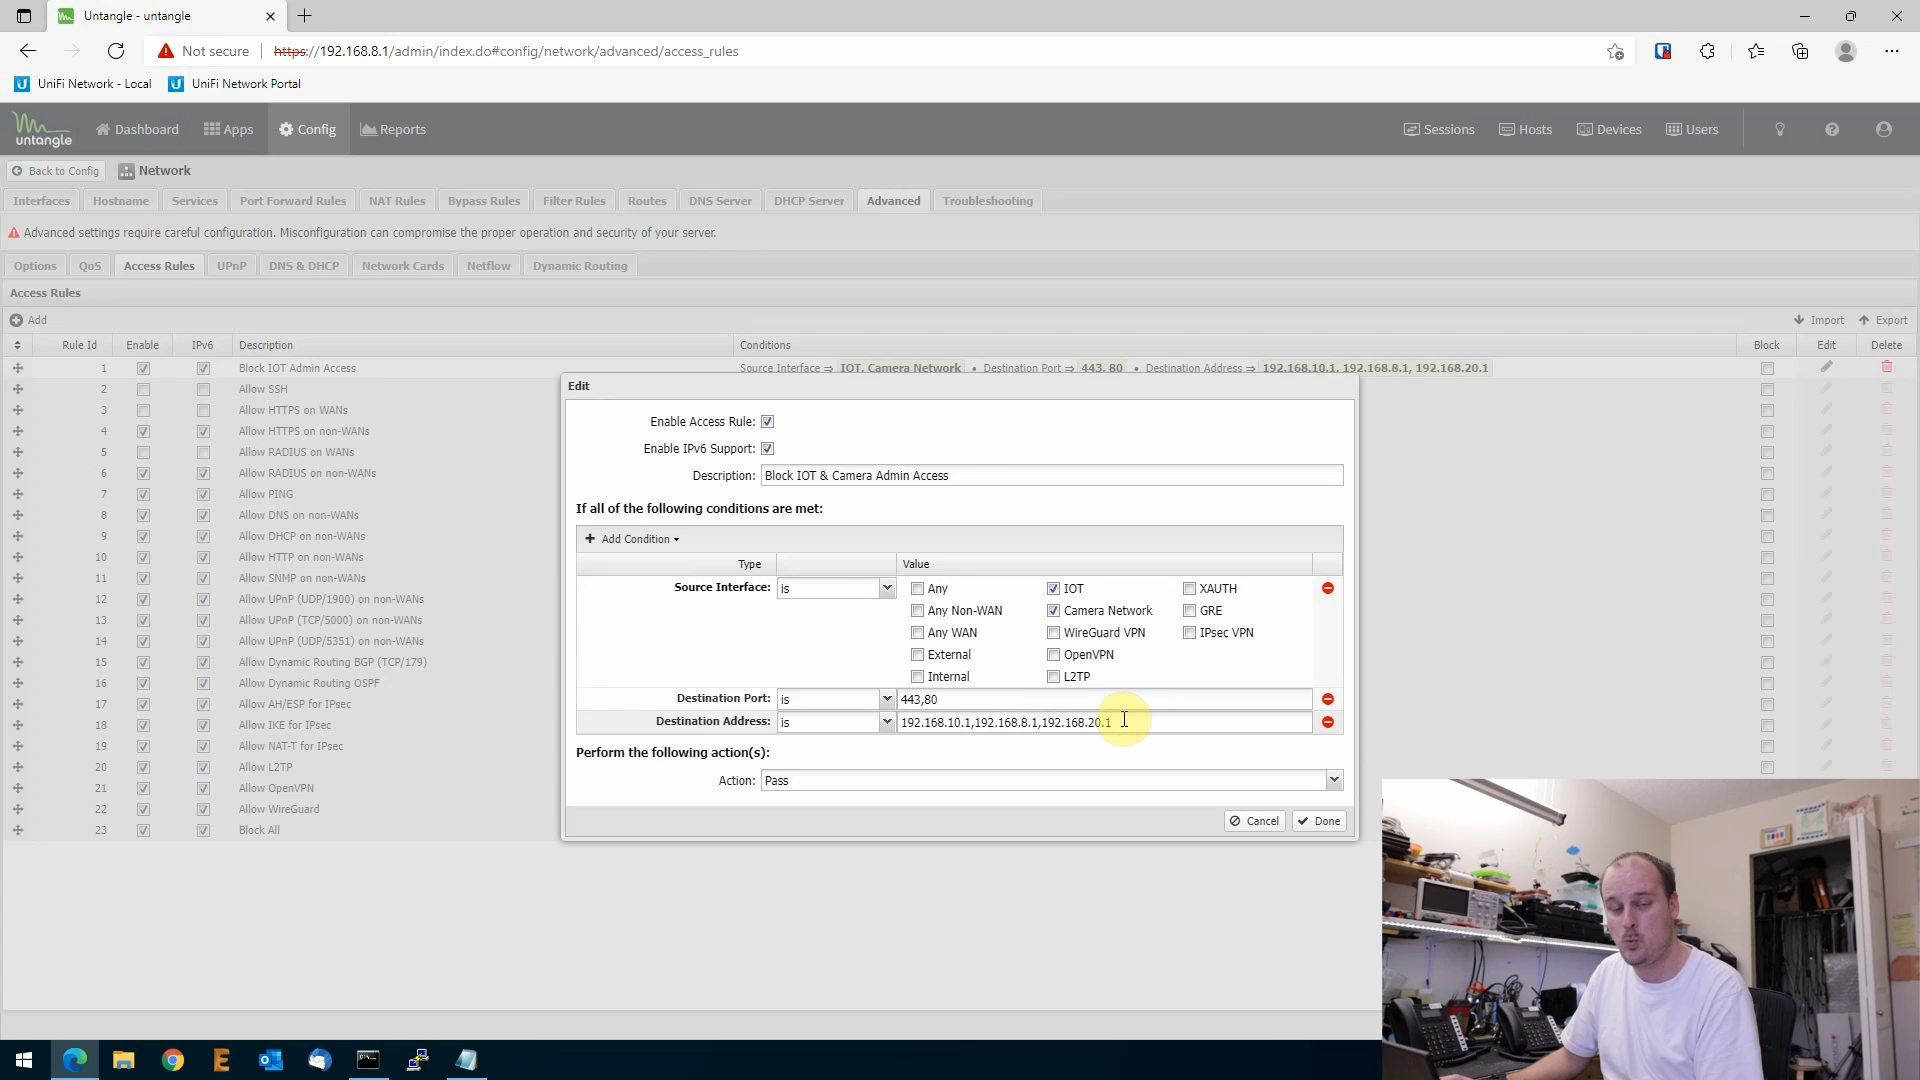 Untangle - untangle
Not secure
https://192.168.8.1/admin/index.do#config/network/advanced/access_rules
UniFi Network - Local
UniFi Network Portal
untangle
Dashboard
Apps
Config
Reports
Sessions
Hosts
Devices
Users
Back to Config
Network
Interfaces
Hostname
Services
Port Forward Rules
NAT Rules
Bypass Rules
Filter Rules
Routes
DNS Server
DHCP Server
Advanced
Troubleshooting
Advanced settings require careful configuration. Misconfiguration can compromise the proper operation and security of your server.
Options
QoS
Access Rules
UPnP
DNS & DHCP
Network Cards
Netflow
Dynamic Routing
Access Rules
Add
Import
Export
Rule Id
Enable
IPv6
Description
Conditions
Block
Edit
Delete
1 Block IOT Admin Access
Source Interface ⇒ IOT, Camera Network • Destination Port ⇒ 443, 80 • Destination Address ⇒ 192.168.10.1, 192.168.8.1, 192.168.20.1
2 Allow SSH
3 Allow HTTPS on WANs
4 Allow HTTPS on non-WANs
5 Allow RADIUS on WANs
6 Allow RADIUS on non-WANs
7 Allow PING
8 Allow DNS on non-WANs
9 Allow DHCP on non-WANs
10 Allow HTTP on non-WANs
11 Allow SNMP on non-WANs
12 Allow UPnP (UDP/1900) on non-WANs
13 Allow UPnP (TCP/5000) on non-WANs
14 Allow UPnP (UDP/5351) on non-WANs
15 Allow Dynamic Routing BGP (TCP/179)
16 Allow Dynamic Routing OSPF
17 Allow AH/ESP for IPsec
18 Allow IKE for IPsec
19 Allow NAT-T for IPsec
20 Allow L2TP
21 Allow OpenVPN
22 Allow WireGuard
23 Block All
Edit
Enable Access Rule:
Enable IPv6 Support:
Description: Block IOT & Camera Admin Access
If all of the following conditions are met:
Add Condition
Type
Value
Source Interface: is
Any
IOT
XAUTH
Any Non-WAN
Camera Network
GRE
Any WAN
WireGuard VPN
IPsec VPN
External
OpenVPN
Internal
L2TP
Destination Port: is 443,80
Destination Address: is 192.168.10.1,192.168.8.1,192.168.20.1
Perform the following action(s):
Action: Pass
Cancel
Done